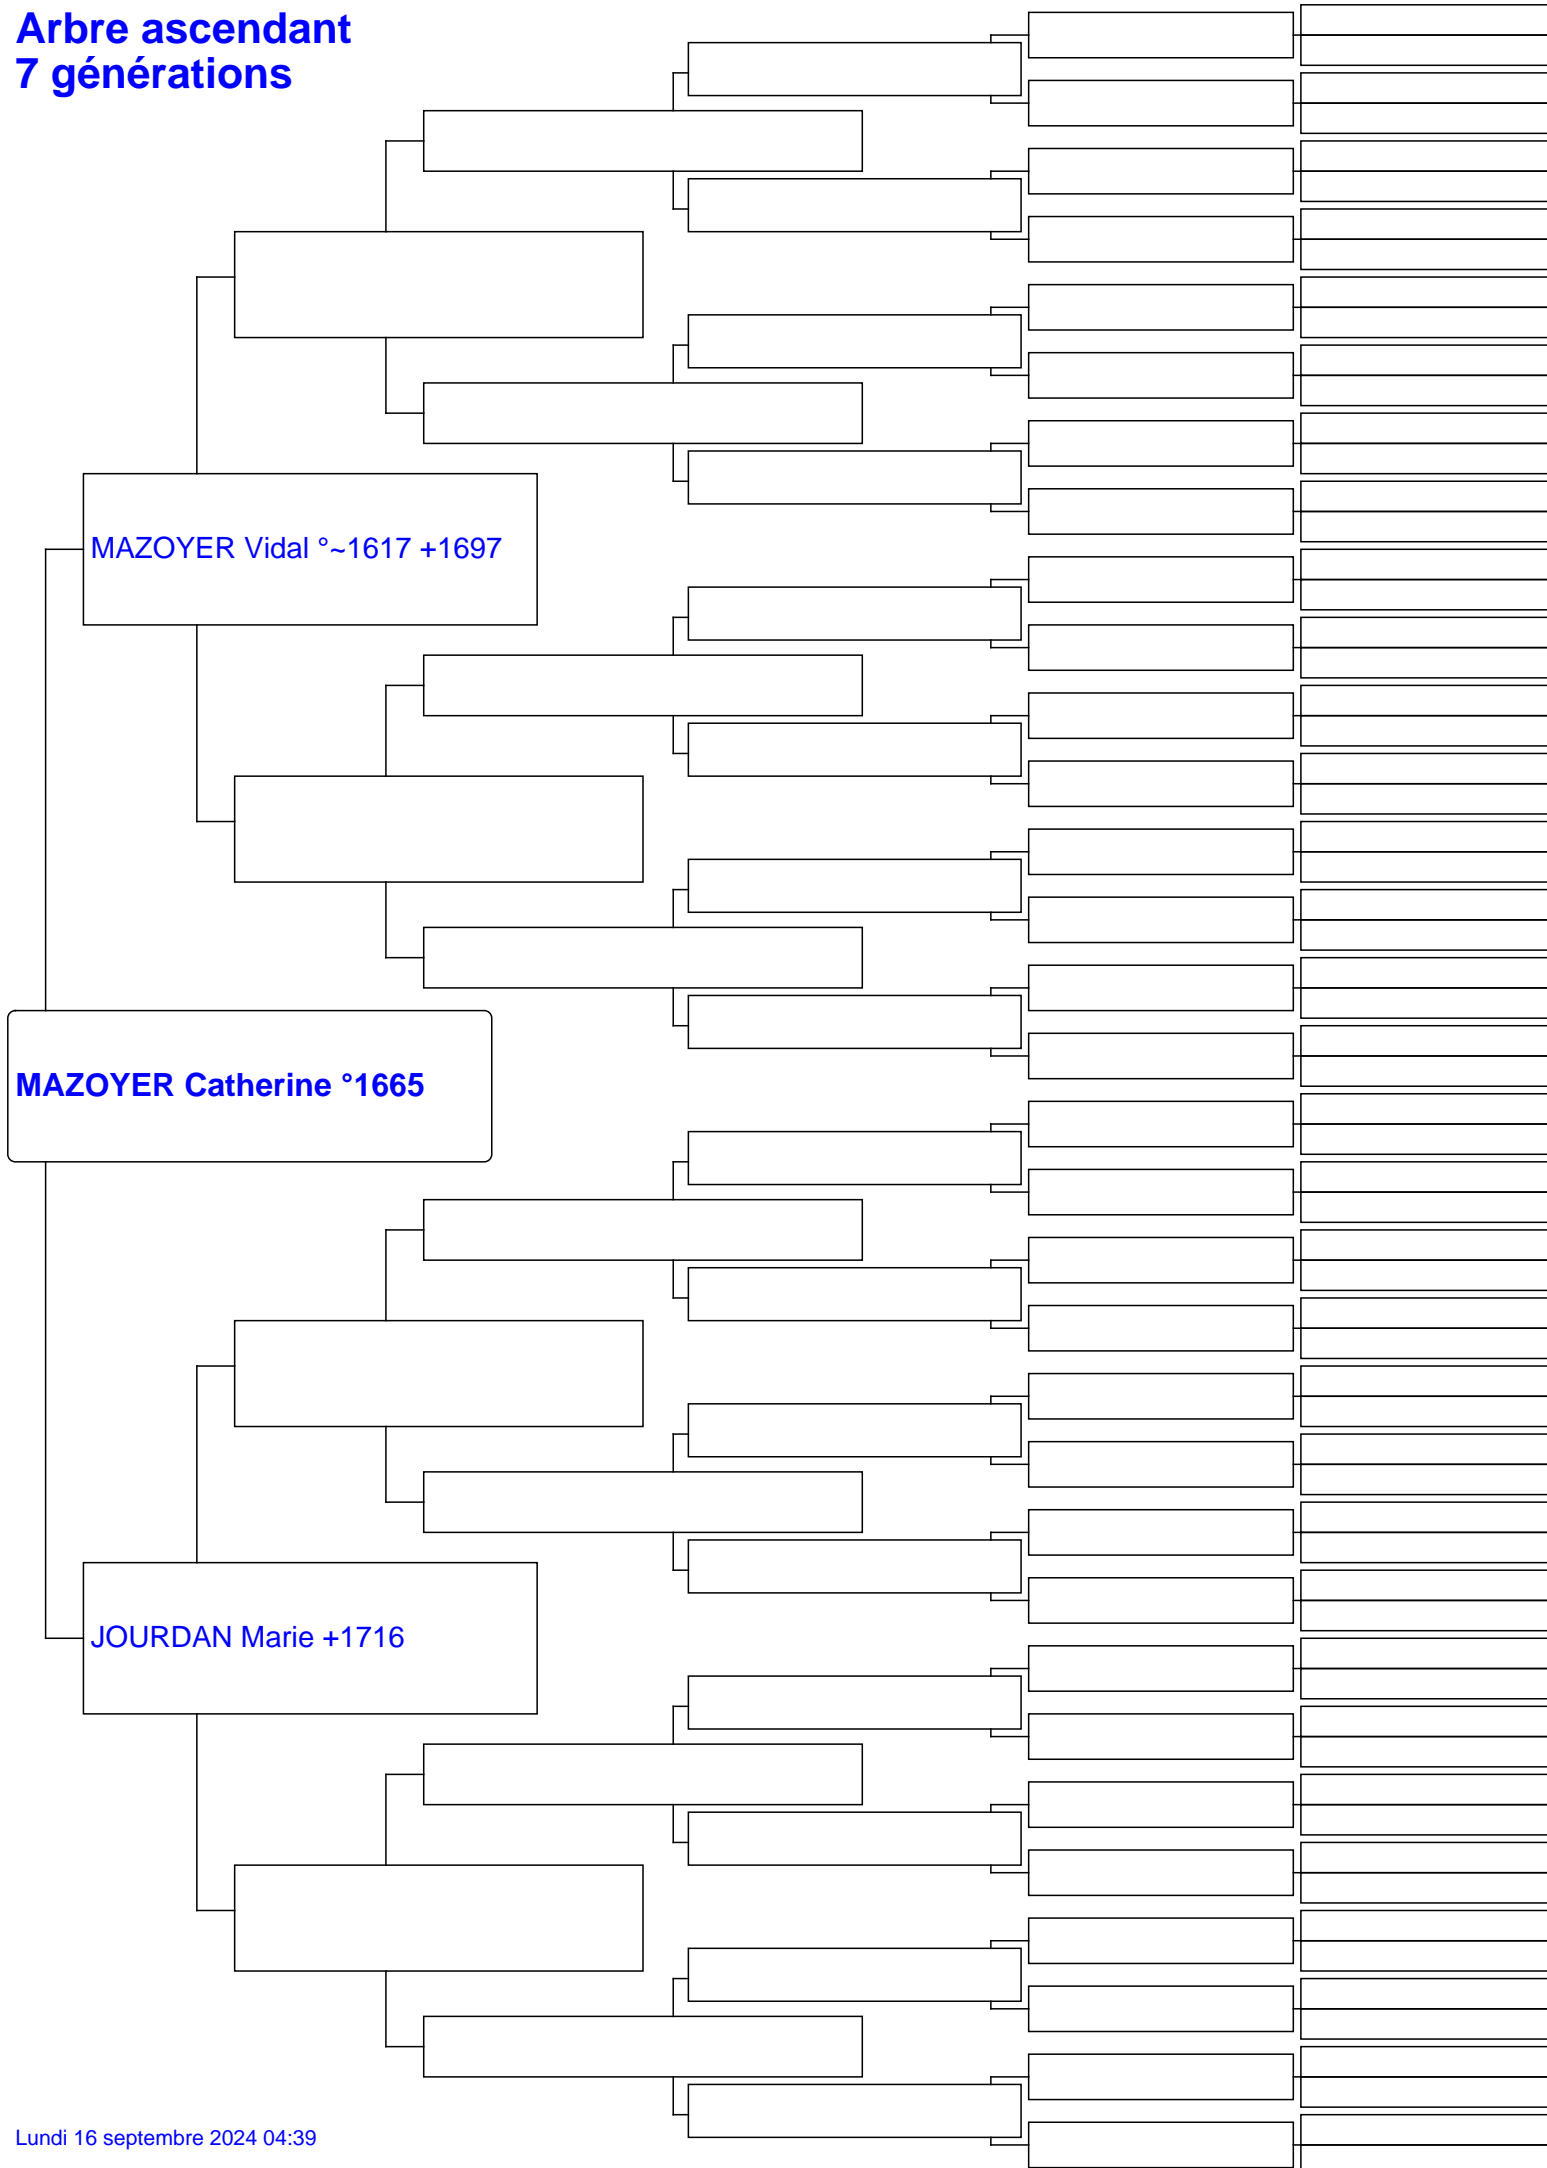 Arbre ascendant
7 générations
MAZOYER Vidal °~1617 +1697
MAZOYER Catherine °1665
JOURDAN Marie +1716
Lundi 16 septembre 2024 04:39